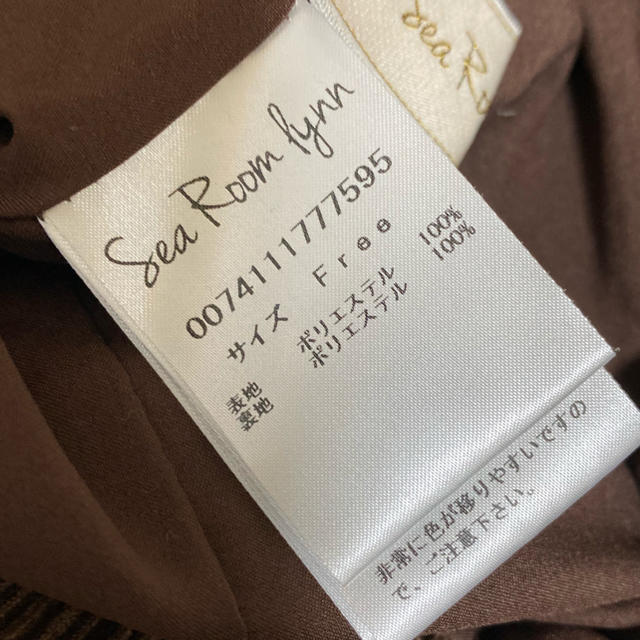 Sea Room lynn
0074111777595
サイズ Free
表地 ポリエステル 100%
裏地 ポリエステル 100%
非常に色が移りやすいですの
で、ご注意下さい。
Sea Ro